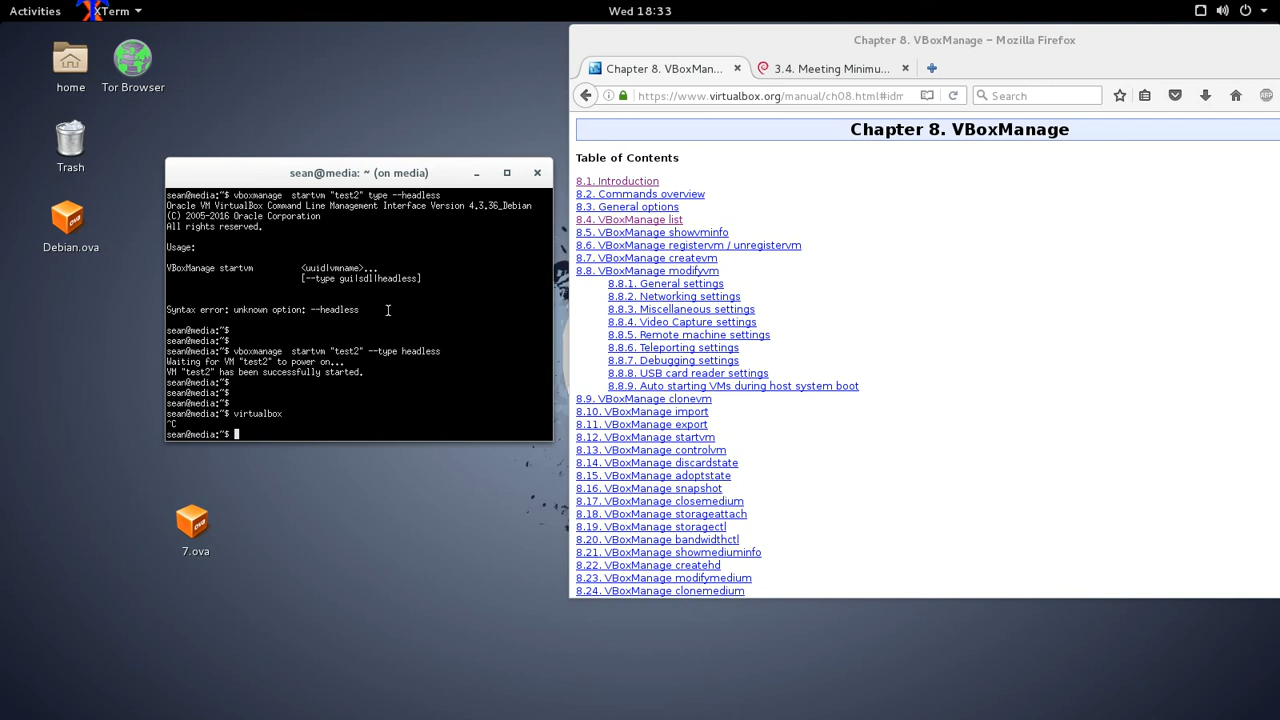 Activities XTerm Wed 18:33
home
Tor Browser
Trash
Debian.ova
7.ova
sean@media: ~ (on media)
sean@media:~$ vboxmanage  startvm "test2" type --headless
Oracle VM VirtualBox Command Line Management Interface Version 4.3.36_Debian
(C) 2005-2016 Oracle Corporation
All rights reserved.
Usage:
VBoxManage startvm          <uuid|vmname>...
[--type gui|sdl|headless]
Syntax error: unknown option: --headless
sean@media:~$
sean@media:~$
sean@media:~$ vboxmanage  startvm "test2" --type headless
Waiting for VM "test2" to power on...
VM "test2" has been successfully started.
sean@media:~$
sean@media:~$
sean@media:~$
sean@media:~$ virtualbox
^C
sean@media:~$
Chapter 8. VBoxManage – Mozilla Firefox
Chapter 8. VBoxMan... 3.4. Meeting Minimu...
https://www.virtualbox.org/manual/ch08.html#idm Search ABP
Chapter 8. VBoxManage
Table of Contents
8.1. Introduction
8.2. Commands overview
8.3. General options
8.4. VBoxManage list
8.5. VBoxManage showvminfo
8.6. VBoxManage registervm / unregistervm
8.7. VBoxManage createvm
8.8. VBoxManage modifyvm
8.8.1. General settings
8.8.2. Networking settings
8.8.3. Miscellaneous settings
8.8.4. Video Capture settings
8.8.5. Remote machine settings
8.8.6. Teleporting settings
8.8.7. Debugging settings
8.8.8. USB card reader settings
8.8.9. Auto starting VMs during host system boot
8.9. VBoxManage clonevm
8.10. VBoxManage import
8.11. VBoxManage export
8.12. VBoxManage startvm
8.13. VBoxManage controlvm
8.14. VBoxManage discardstate
8.15. VBoxManage adoptstate
8.16. VBoxManage snapshot
8.17. VBoxManage closemedium
8.18. VBoxManage storageattach
8.19. VBoxManage storagectl
8.20. VBoxManage bandwidthctl
8.21. VBoxManage showmediuminfo
8.22. VBoxManage createhd
8.23. VBoxManage modifymedium
8.24. VBoxManage clonemedium